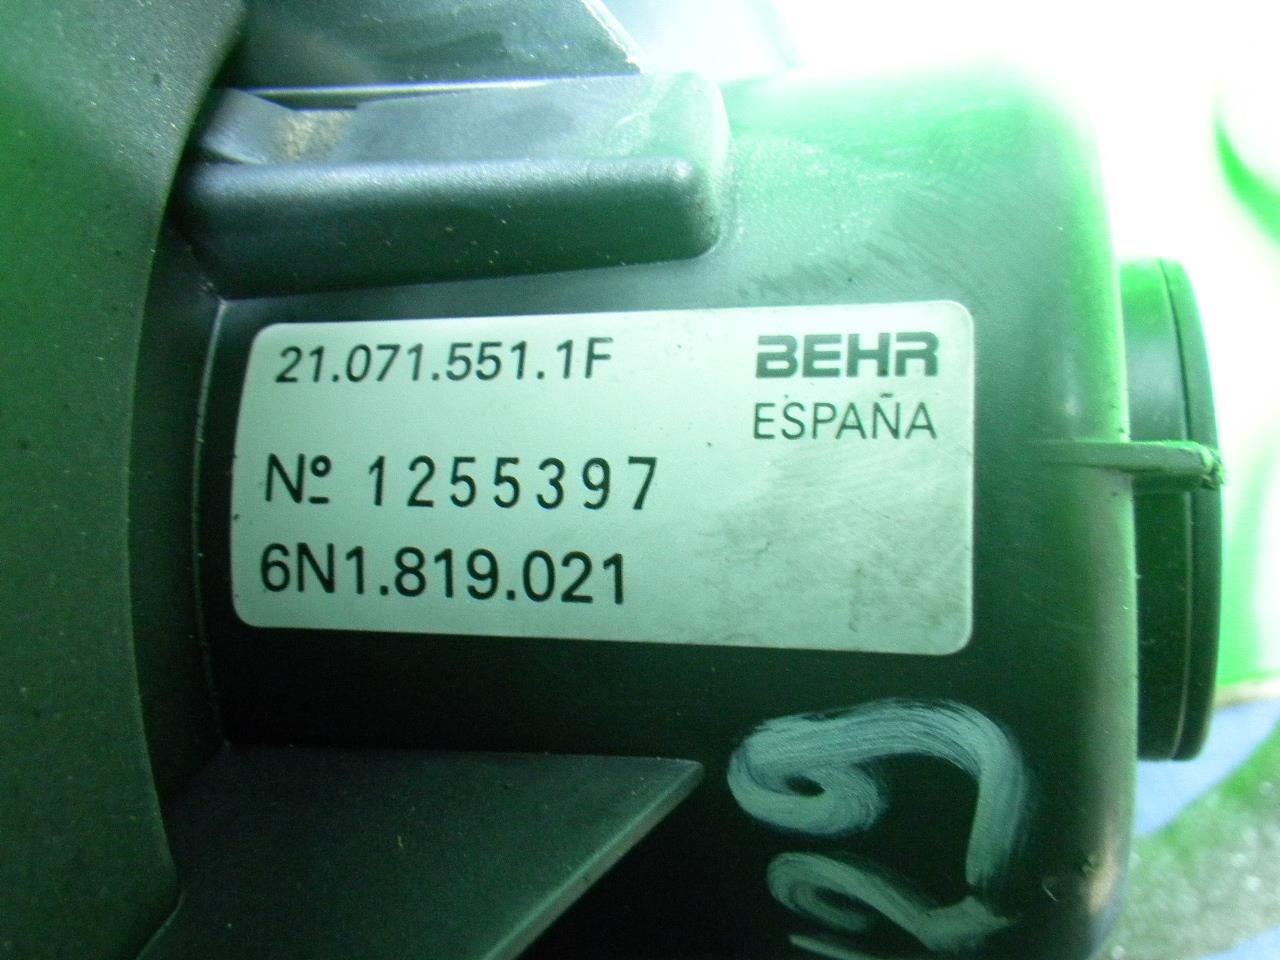 21.071.551.1F
BEHR
ESPAÑA
Nº 1255397
6N1.819.021